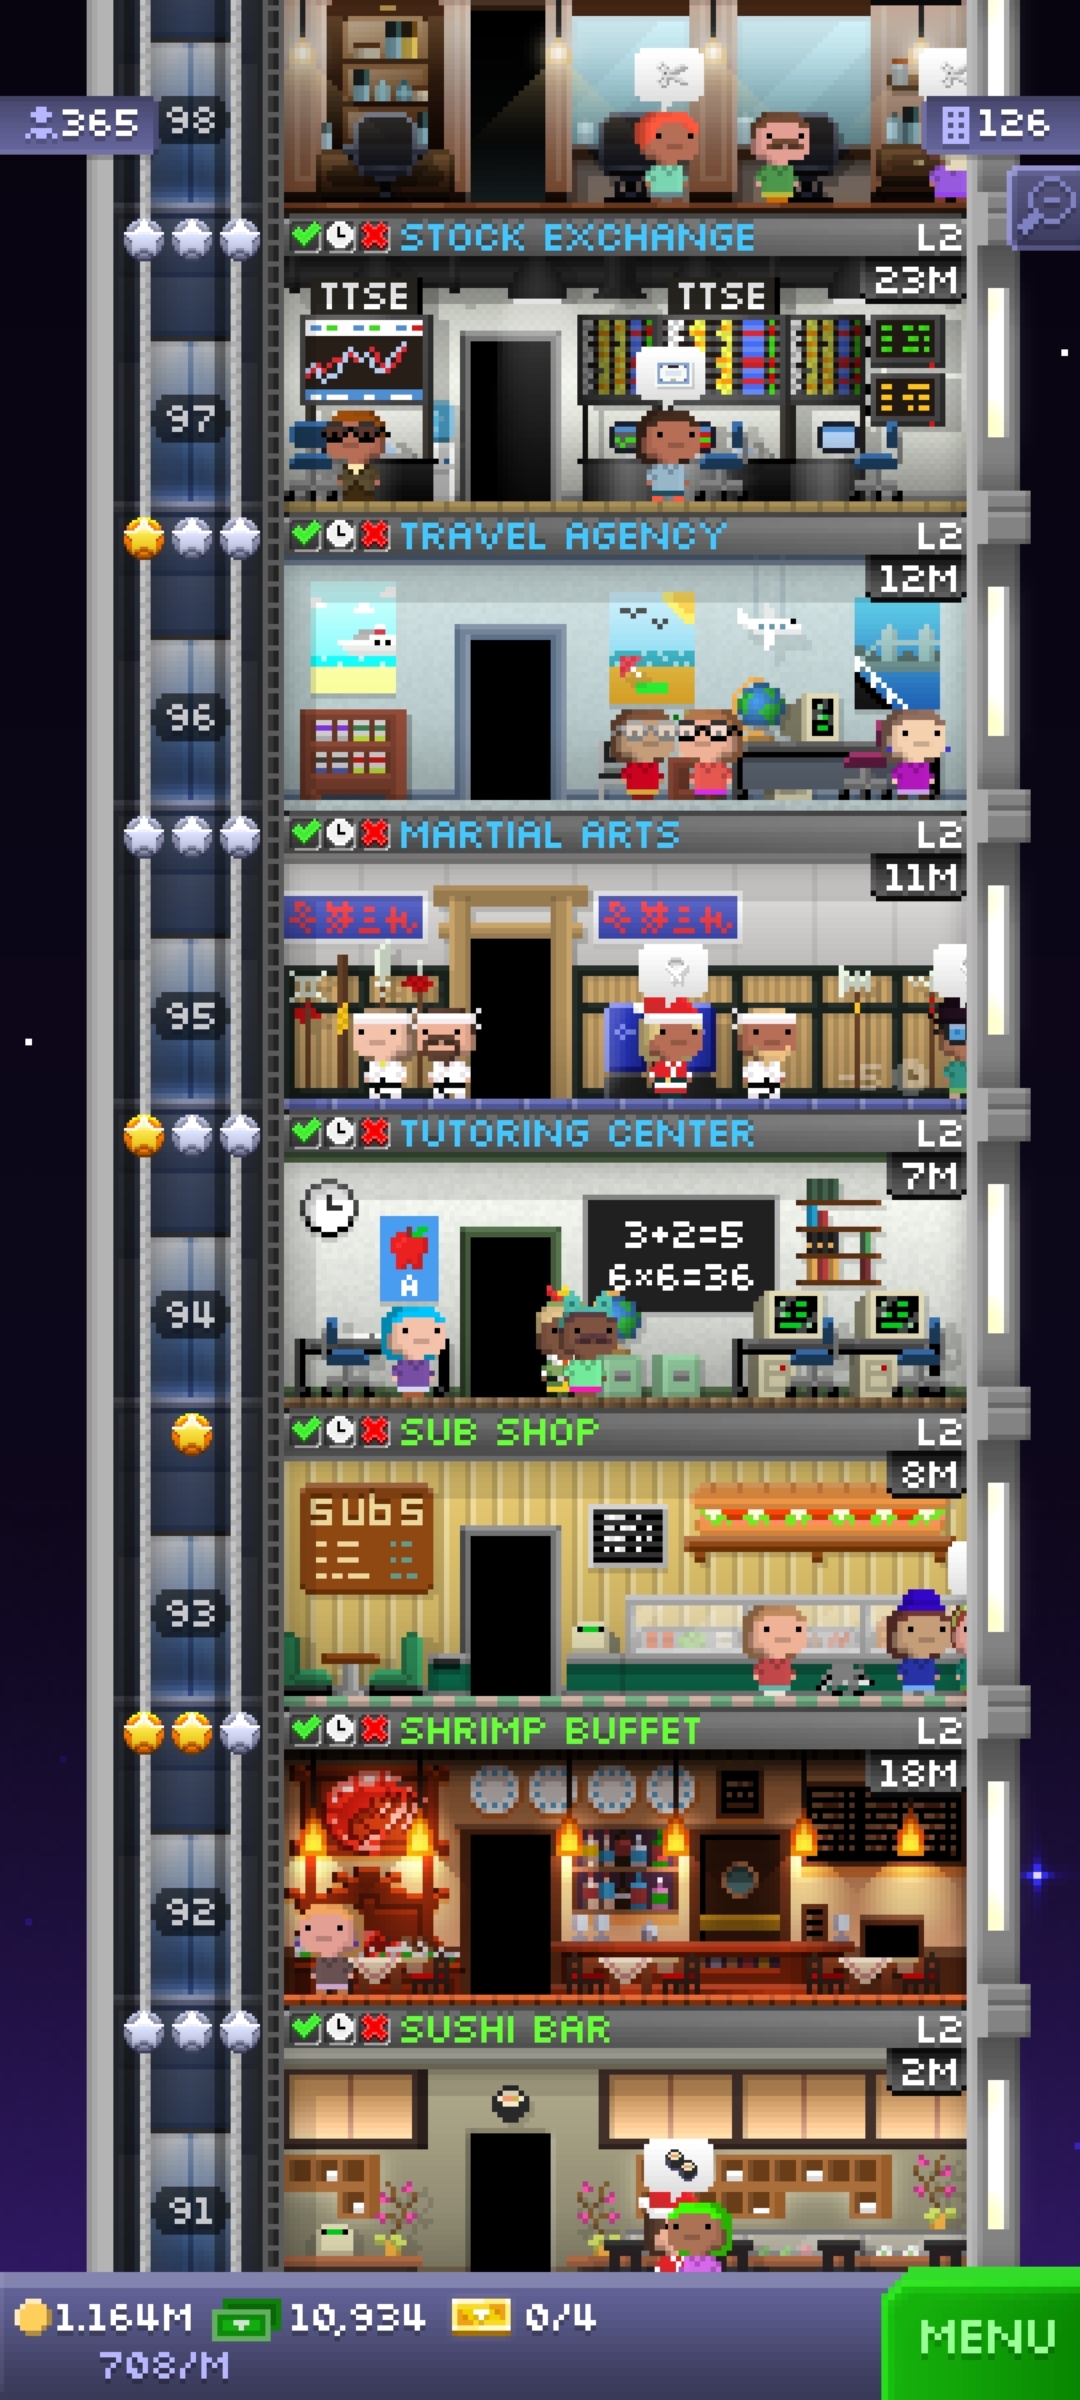 365
98
126
STOCK EXCHANGE L2
23M
TTSE TTSE
97
TRAVEL AGENCY L2
12M
96
MARTIAL ARTS L2
11M
95
TUTORING CENTER L2
7M
3+2=5
6×6=36
A
94
SUB SHOP L2
8M
SUBS
93
SHRIMP BUFFET L2
18M
92
SUSHI BAR L2
2M
91
1.164M 10,934 0/4
708/M
MENU